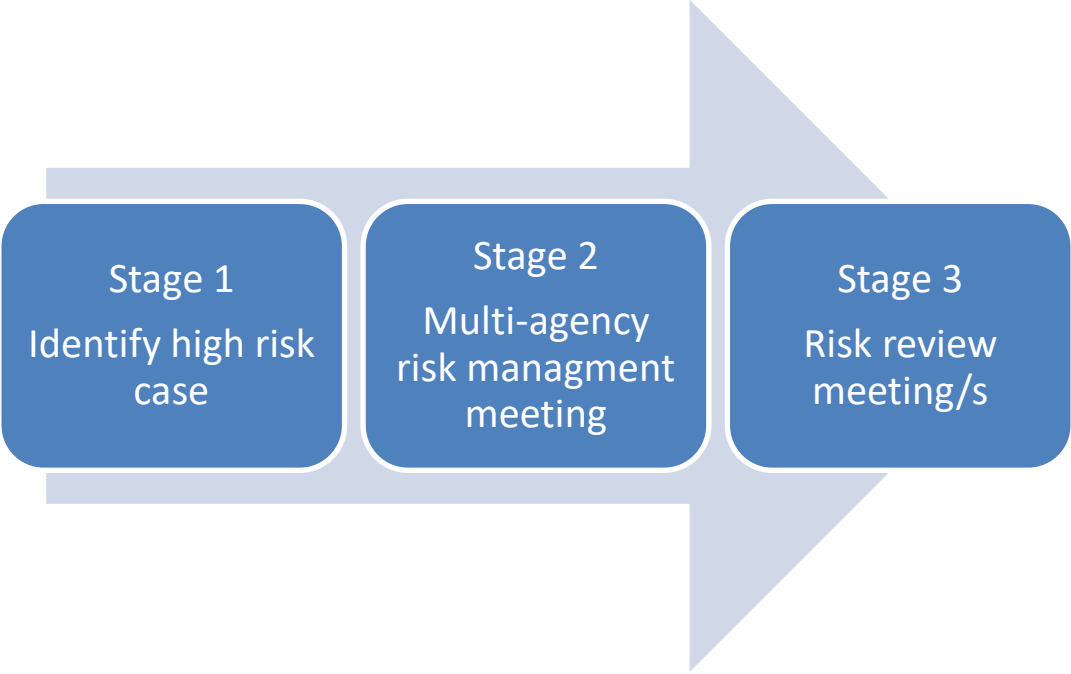 Stage 1
Identify high risk
case
Stage 2
Multi-agency
risk managment
meeting
Stage 3
Risk review
meeting/s